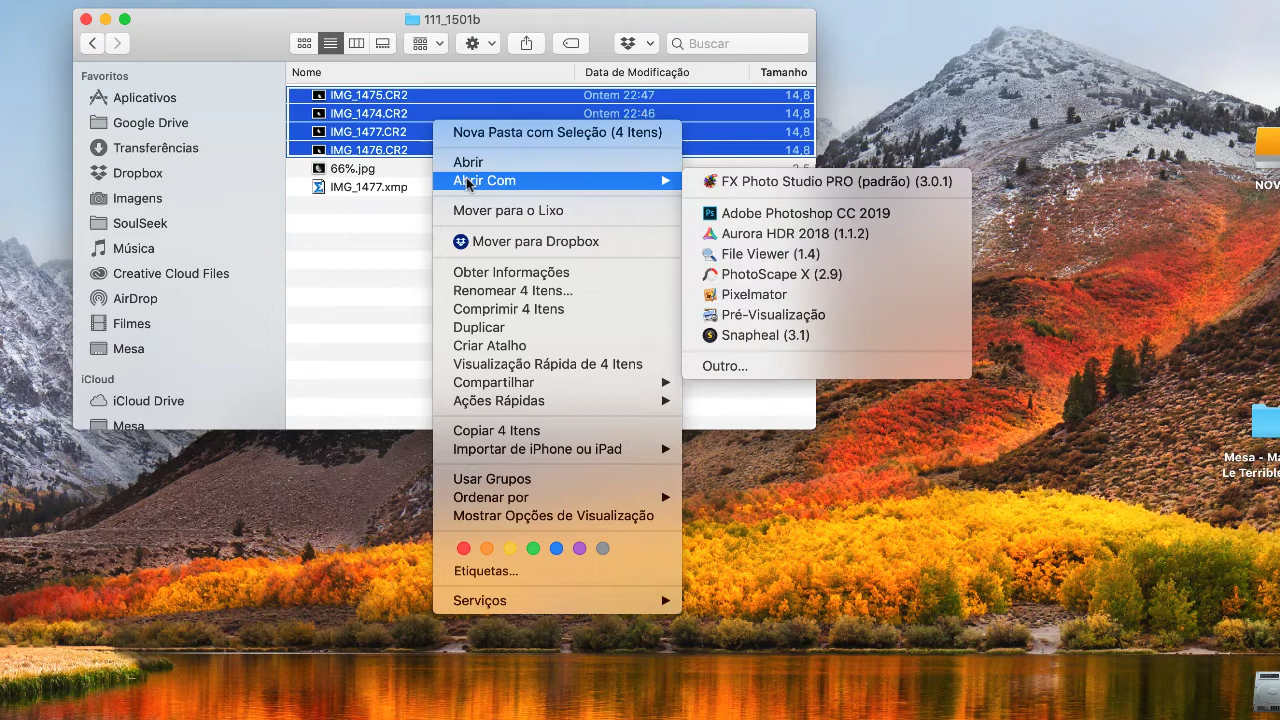 111_1501b
Buscar
Favoritos
Aplicativos
Google Drive
Transferências
Dropbox
Imagens
SoulSeek
Música
Creative Cloud Files
AirDrop
Filmes
Mesa
iCloud
iCloud Drive
Mesa
Nome Data de Modificação Tamanho
IMG_1475.CR2 Ontem 22:47 14,8
IMG_1474.CR2 Ontem 22:46 14,8
IMG_1477.CR2 14,8
IMG_1476.CR2 14,8
66%.jpg
IMG_1477.xmp
Nova Pasta com Seleção (4 Itens)
Abrir
Abrir Com
Mover para o Lixo
Mover para Dropbox
Obter Informações
Renomear 4 Itens...
Comprimir 4 Itens
Duplicar
Criar Atalho
Visualização Rápida de 4 Itens
Compartilhar
Ações Rápidas
Copiar 4 Itens
Importar de iPhone ou iPad
Usar Grupos
Ordenar por
Mostrar Opções de Visualização
Etiquetas...
Serviços
FX Photo Studio PRO (padrão) (3.0.1)
Adobe Photoshop CC 2019
Aurora HDR 2018 (1.1.2)
File Viewer (1.4)
PhotoScape X (2.9)
Pixelmator
Pré-Visualização
Snapheal (3.1)
Outro...
NOV
Mesa - Ma
Le Terrible